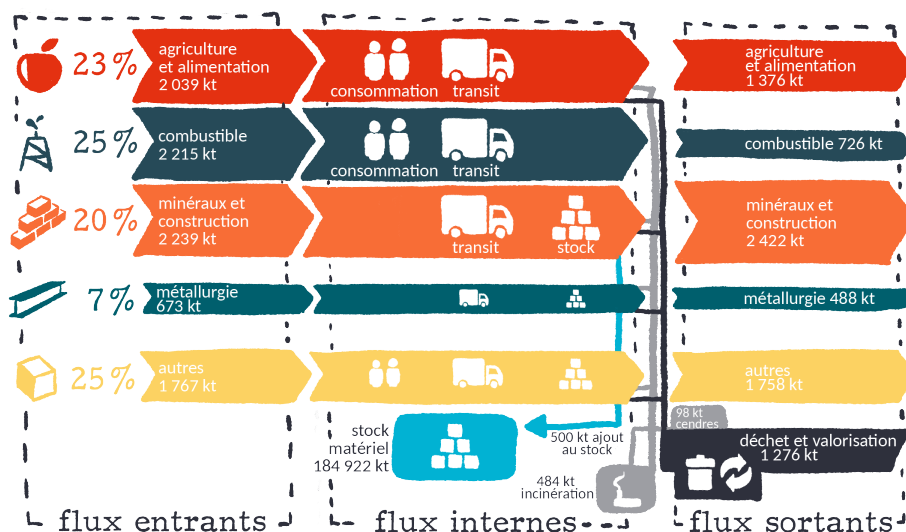 23 %
agriculture
et alimentation
2 039 kt
consommation transit
agriculture
et alimentation
1 376 kt
25 %
combustible
2 215 kt
consommation transit
combustible 726 kt
20 %
minéraux et
construction
2 239 kt
transit
stock
minéraux et
construction
2 422 kt
7 %
métallurgie
673 kt
métallurgie 488 kt
25 %
autres
1 767 kt
autres
1 758 kt
stock
matériel
184 922 kt
500 kt ajout
au stock
484 kt
incinération
98 kt
cendres
déchet et valorisation
1 276 kt
flux entrants
flux internes
flux sortants